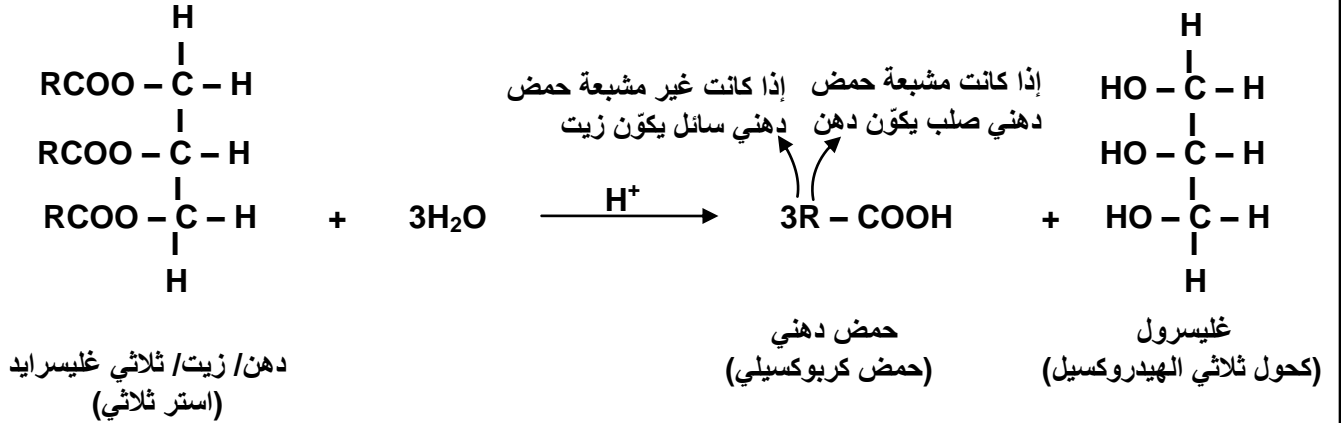 H
RCOO – C – H
RCOO – C – H
RCOO – C – H
H
+
3H₂O
H⁺
إذا كانت غير مشبعة حمض
دهني سائل يكوّن زيت
إذا كانت مشبعة حمض
دهني صلب يكوّن دهن
3R – COOH
+
H
HO – C – H
HO – C – H
HO – C – H
H
دهن/ زيت/ ثلاثي غليسرايد
(استر ثلاثي)
حمض دهني
(حمض كربوكسيلي)
غليسرول
(كحول ثلاثي الهيدروكسيل)